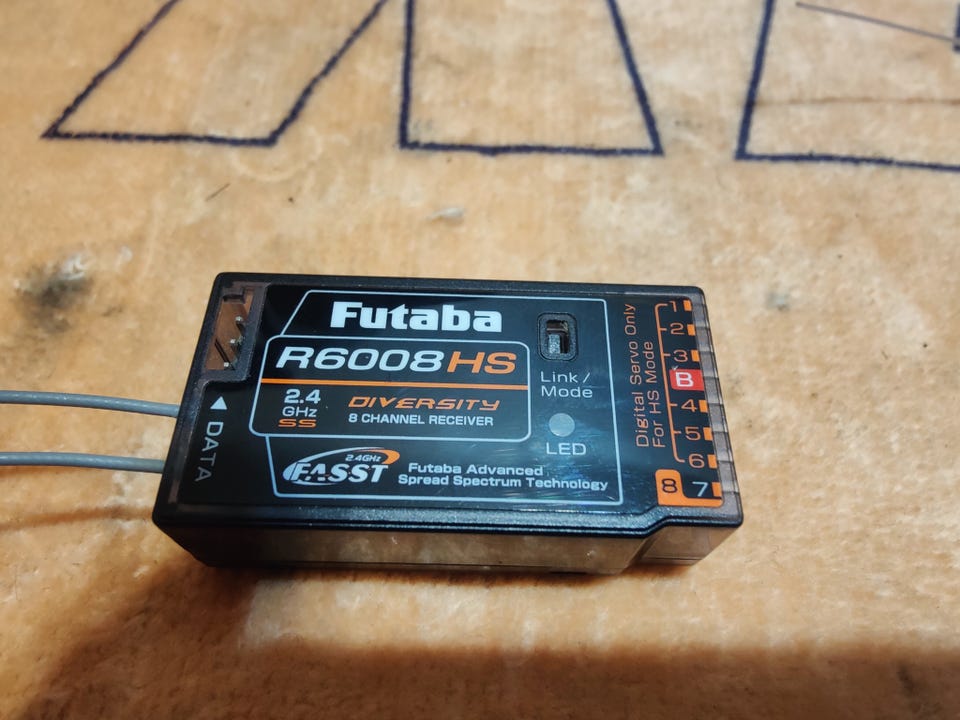 Futaba
R6008HS
2.4
GHz
SS
DIVERSITY
8 CHANNEL RECEIVER
2.4GHz
FASST
Futaba Advanced
Spread Spectrum Technology
DATA
Link /
Mode
LED
Digital Servo Only
For HS Mode
1
2
3
B
4
5
6
8 7